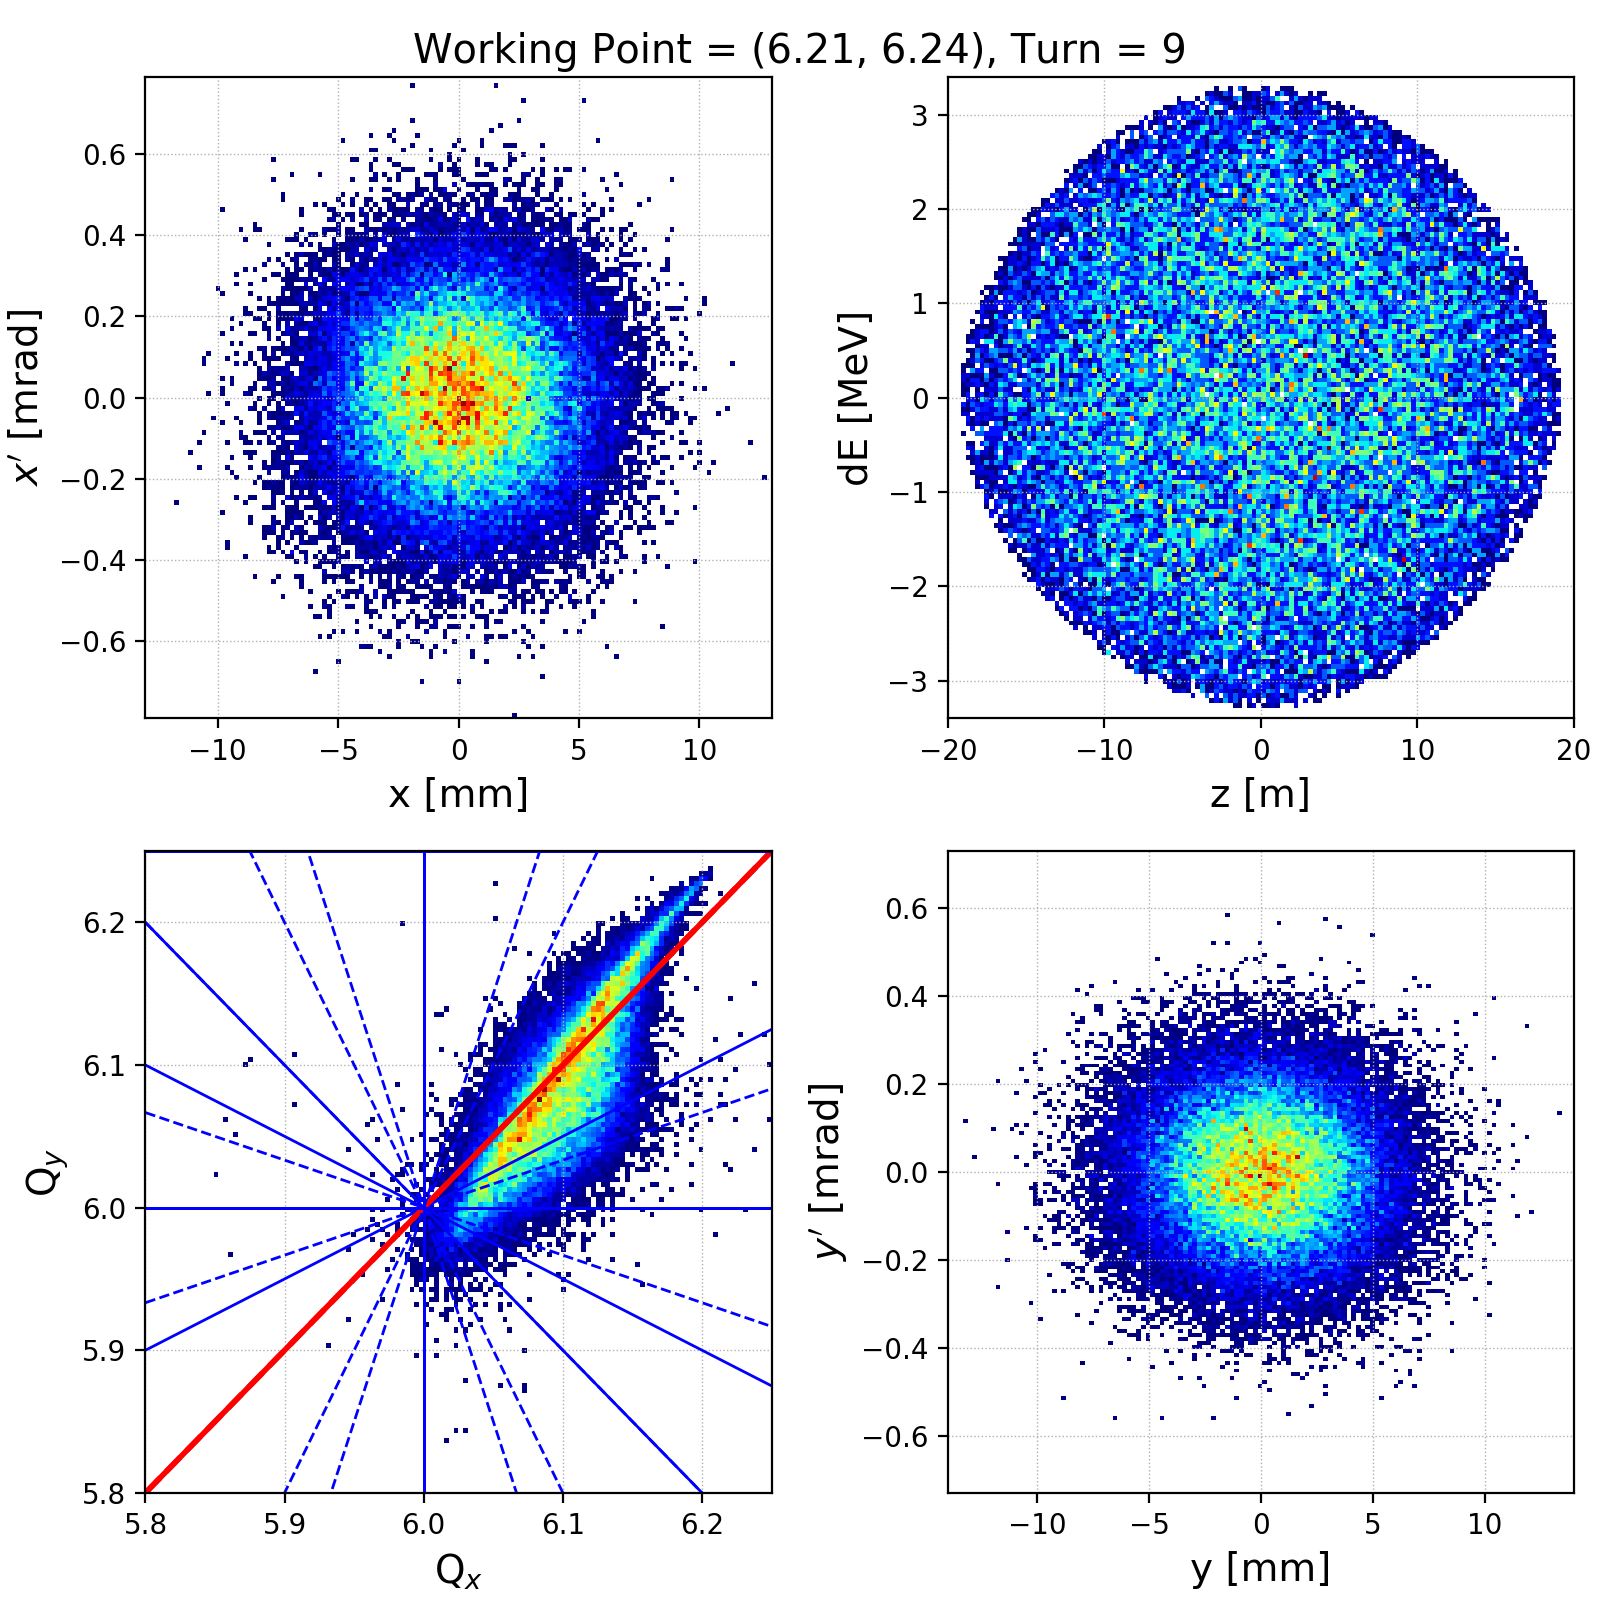 Working Point = (6.21, 6.24), Turn = 9
0.6
0.4
0.2
0.0
−0.2
−0.4
−0.6
x′ [mrad]
−10 −5 0 5 10
x [mm]
3
2
1
0
−1
−2
−3
dE [MeV]
−20 −10 0 10 20
z [m]
6.2
6.1
6.0
5.9
5.8
Qy
5.8 5.9 6.0 6.1 6.2
Qx
0.6
0.4
0.2
0.0
−0.2
−0.4
−0.6
y′ [mrad]
−10 −5 0 5 10
y [mm]